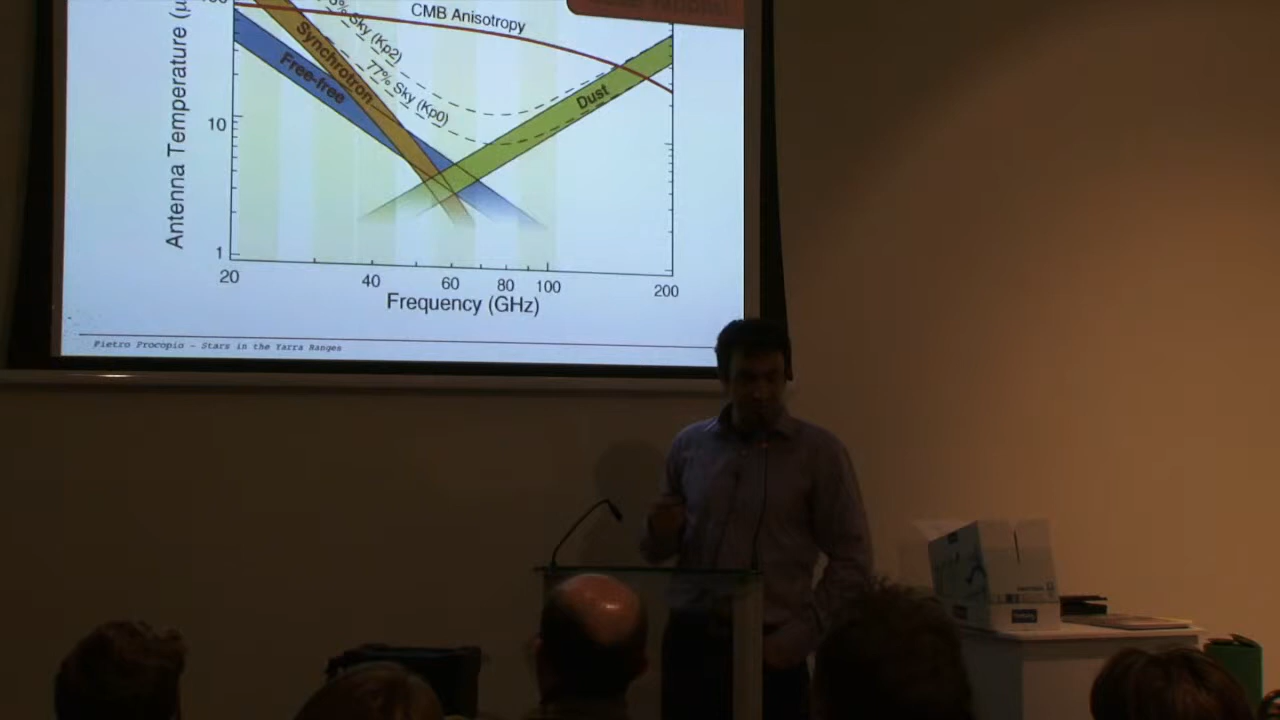 CMB Anisotropy
Sky (Kp2)
77% Sky (Kp0)
Synchrotron
Free-free
Dust
Antenna Temperature
10
1
20
40
60
80
100
200
Frequency (GHz)
Pietro Procopio - Stars in the Yarra Ranges